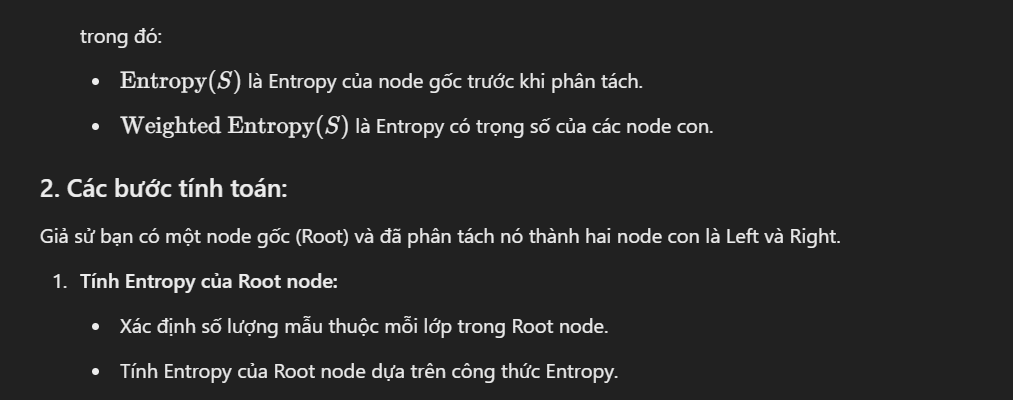 trong đó:
• Entropy(S) là Entropy của node gốc trước khi phân tách.
• Weighted Entropy(S) là Entropy có trọng số của các node con.
2. Các bước tính toán:
Giả sử bạn có một node gốc (Root) và đã phân tách nó thành hai node con là Left và Right.
1. Tính Entropy của Root node:
• Xác định số lượng mẫu thuộc mỗi lớp trong Root node.
• Tính Entropy của Root node dựa trên công thức Entropy.